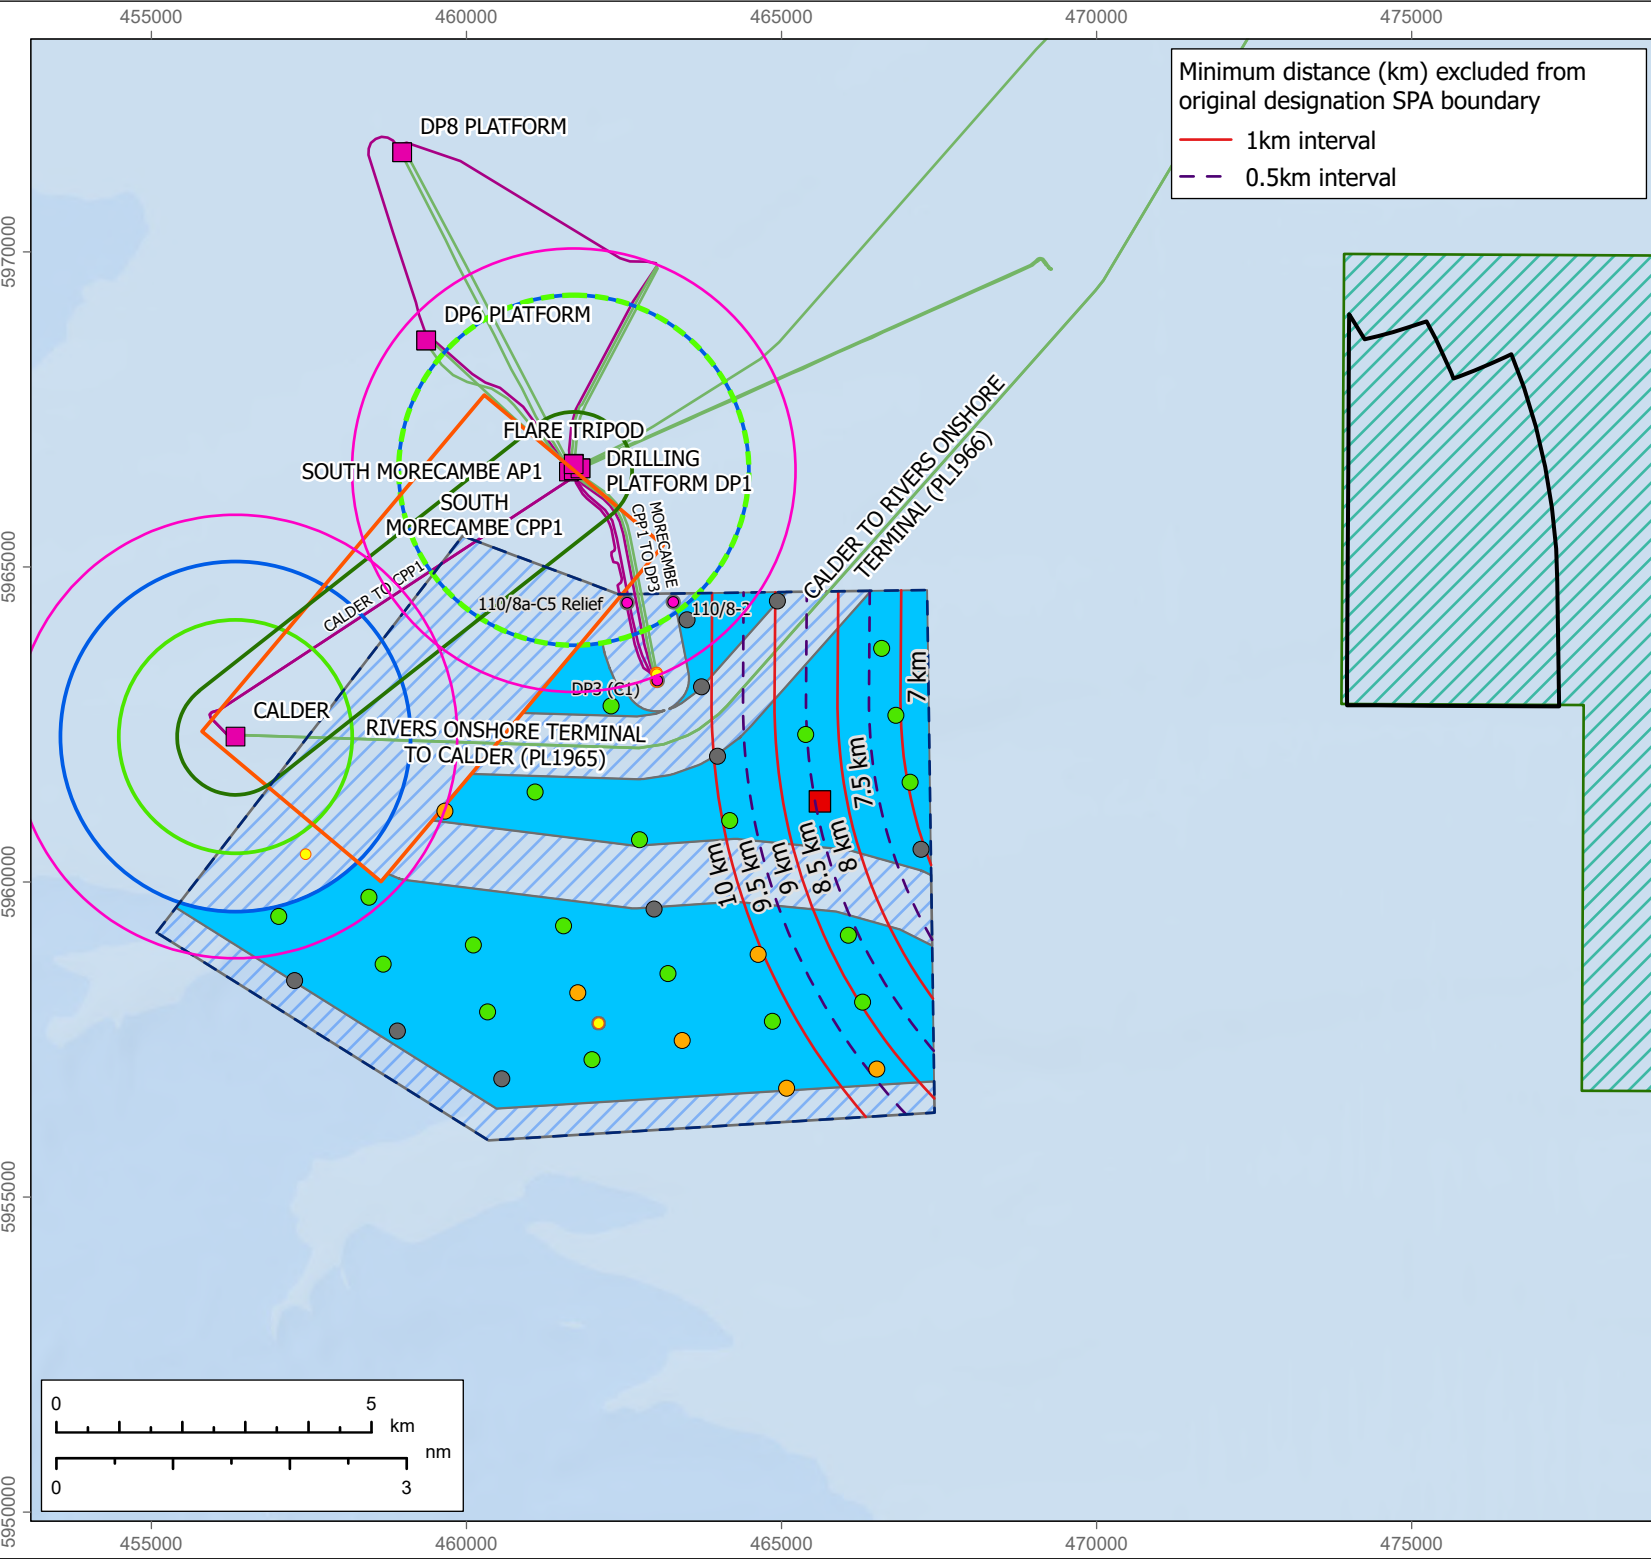 455000
460000
465000
470000
475000
Minimum distance (km) excluded from
original designation SPA boundary
1km interval
0.5km interval
DP8 PLATFORM
5970000
DP6 PLATFORM
FLARE TRIPOD
SOUTH MORECAMBE AP1
DRILLING
PLATFORM DP1
SOUTH
MORECAMBE CPP1
CALDER TO RIVERS ONSHORE
TERMINAL (PL1966)
MORECAMBE
CPP1 TO DP3
5965000
CALDER TO CPP1
110/8a-C5 Relief
110/8-2
DP3 (C1)
7 km
CALDER
RIVERS ONSHORE TERMINAL
TO CALDER (PL1965)
7.5 km
10 km
9.5 km
9 km
8.5 km
8 km
5960000
5955000
0
5
km
nm
0
3
5950000
455000
460000
465000
470000
475000